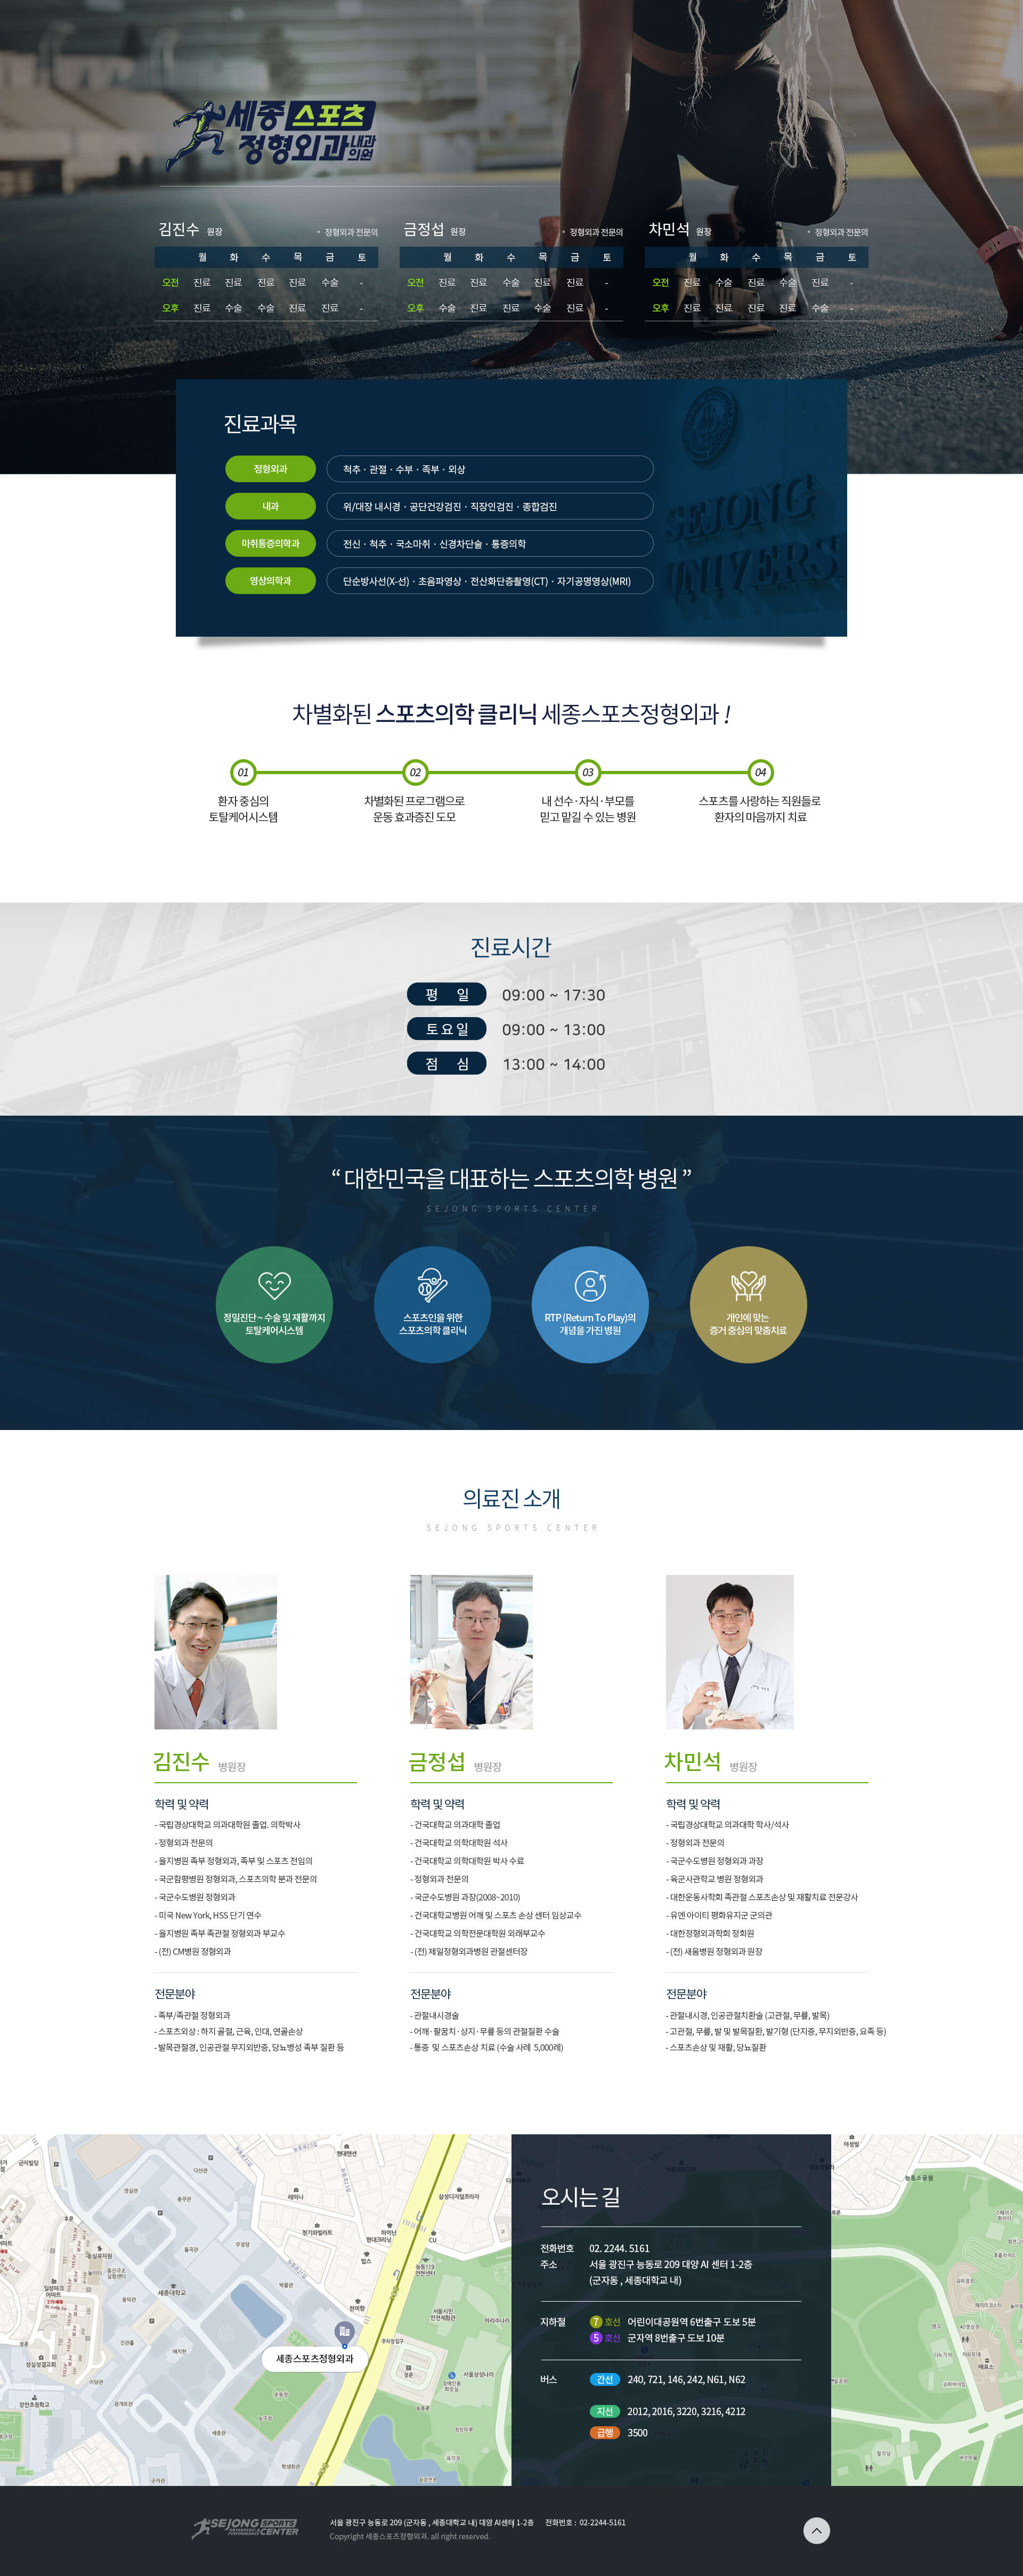 세종스포츠
정형외과 내과의원
김진수 원장 • 정형외과 전문의
월 화 수 목 금 토
오전 진료 진료 진료 진료 수술 -
오후 진료 수술 수술 진료 진료 -
금정섭 원장 • 정형외과 전문의
월 화 수 목 금 토
오전 진료 진료 수술 진료 진료 -
오후 수술 진료 진료 수술 진료 -
차민석 원장 • 정형외과 전문의
월 화 수 목 금 토
오전 진료 수술 진료 수술 진료 -
오후 진료 진료 진료 진료 수술 -
진료과목
정형외과 척추 · 관절 · 수부 · 족부 · 외상
내과 위/대장 내시경 · 공단건강검진 · 직장인검진 · 종합검진
마취통증의학과 전신 · 척추 · 국소마취 · 신경차단술 · 통증의학
영상의학과 단순방사선(X-선) · 초음파영상 · 전산화단층촬영(CT) · 자기공명영상(MRI)
SEJONG
UNIVERS
차별화된 스포츠의학 클리닉 세종스포츠정형외과 !
01
환자 중심의
토탈케어시스템
02
차별화된 프로그램으로
운동 효과증진 도모
03
내 선수·자식·부모를
믿고 맡길 수 있는 병원
04
스포츠를 사랑하는 직원들로
환자의 마음까지 치료
진료시간
평 일 09:00 ~ 17:30
토요일 09:00 ~ 13:00
점 심 13:00 ~ 14:00
“ 대한민국을 대표하는 스포츠의학 병원 ”
SEJONG SPORTS CENTER
정밀진단 ~ 수술 및 재활까지
토탈케어시스템
스포츠인을 위한
스포츠의학 클리닉
RTP (Return To Play)의
개념을 가진 병원
개인에 맞는
증거 중심의 맞춤치료
의료진 소개
SEJONG SPORTS CENTER
김진수 병원장
학력 및 약력
- 국립경상대학교 의과대학원 졸업. 의학박사
- 정형외과 전문의
- 을지병원 족부 정형외과, 족부 및 스포츠 전임의
- 국군함평병원 정형외과, 스포츠의학 분과 전문의
- 국군수도병원 정형외과
- 미국 New York, HSS 단기 연수
- 을지병원 족부 족관절 정형외과 부교수
- (전) CM병원 정형외과
전문분야
- 족부/족관절 정형외과
- 스포츠외상 : 하지 골절, 근육, 인대, 연골손상
- 발목관절경, 인공관절 무지외반증, 당뇨병성 족부 질환 등
금정섭 병원장
학력 및 약력
- 건국대학교 의과대학 졸업
- 건국대학교 의학대학원 석사
- 건국대학교 의학대학원 박사 수료
- 정형외과 전문의
- 국군수도병원 과장(2008~2010)
- 건국대학교병원 어깨 및 스포츠 손상 센터 임상교수
- 건국대학교 의학전문대학원 외래부교수
- (전) 제일정형외과병원 관절센터장
전문분야
- 관절내시경술
- 어깨·팔꿈치·상지·무릎 등의 관절질환 수술
- 통증 및 스포츠손상 치료 (수술 사례 5,000례)
차민석 병원장
학력 및 약력
- 국립경상대학교 의과대학 학사/석사
- 정형외과 전문의
- 국군수도병원 정형외과 과장
- 육군사관학교 병원 정형외과
- 대한운동사학회 족관절 스포츠손상 및 재활치료 전문강사
- 유엔 아이티 평화유지군 군의관
- 대한정형외과학회 정회원
- (전) 새움병원 정형외과 원장
전문분야
- 관절내시경, 인공관절치환술 (고관절, 무릎, 발목)
- 고관절, 무릎, 발 및 발목질환, 발기형 (단지증, 무지외반증, 요족 등)
- 스포츠손상 및 재활, 당뇨질환
세종대학교
세종스포츠정형외과
오시는 길
전화번호 02. 2244. 5161
주소 서울 광진구 능동로 209 대양 AI 센터 1-2층
(군자동 , 세종대학교 내)
지하철 7 호선 어린이대공원역 6번출구 도보 5분
5 호선 군자역 8번출구 도보 10분
버스 간선 240, 721, 146, 242, N61, N62
지선 2012, 2016, 3220, 3216, 4212
급행 3500
SEJONG SPORTS CENTER
서울 광진구 능동로 209 (군자동 , 세종대학교 내) 대양 AI센터 1-2층 전화번호 : 02-2244-5161
Copyright 세종스포츠정형외과. all right reserved.